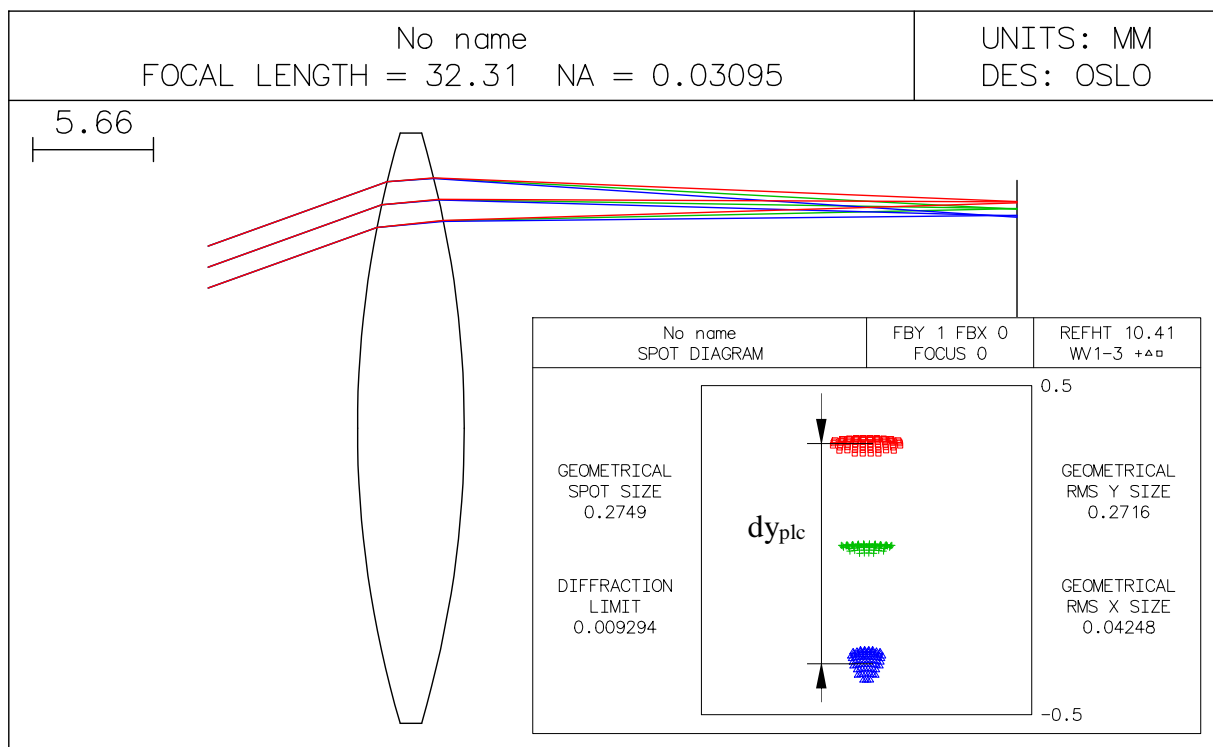 No name
FOCAL LENGTH = 32.31 NA = 0.03095
UNITS: MM
DES: OSLO
5.66
No name
SPOT DIAGRAM
FBY 1 FBX 0
FOCUS 0
REFHT 10.41
WV1-3 +△□
0.5
GEOMETRICAL
SPOT SIZE
0.2749
DIFFRACTION
LIMIT
0.009294
dyplc
GEOMETRICAL
RMS Y SIZE
0.2716
GEOMETRICAL
RMS X SIZE
0.04248
-0.5